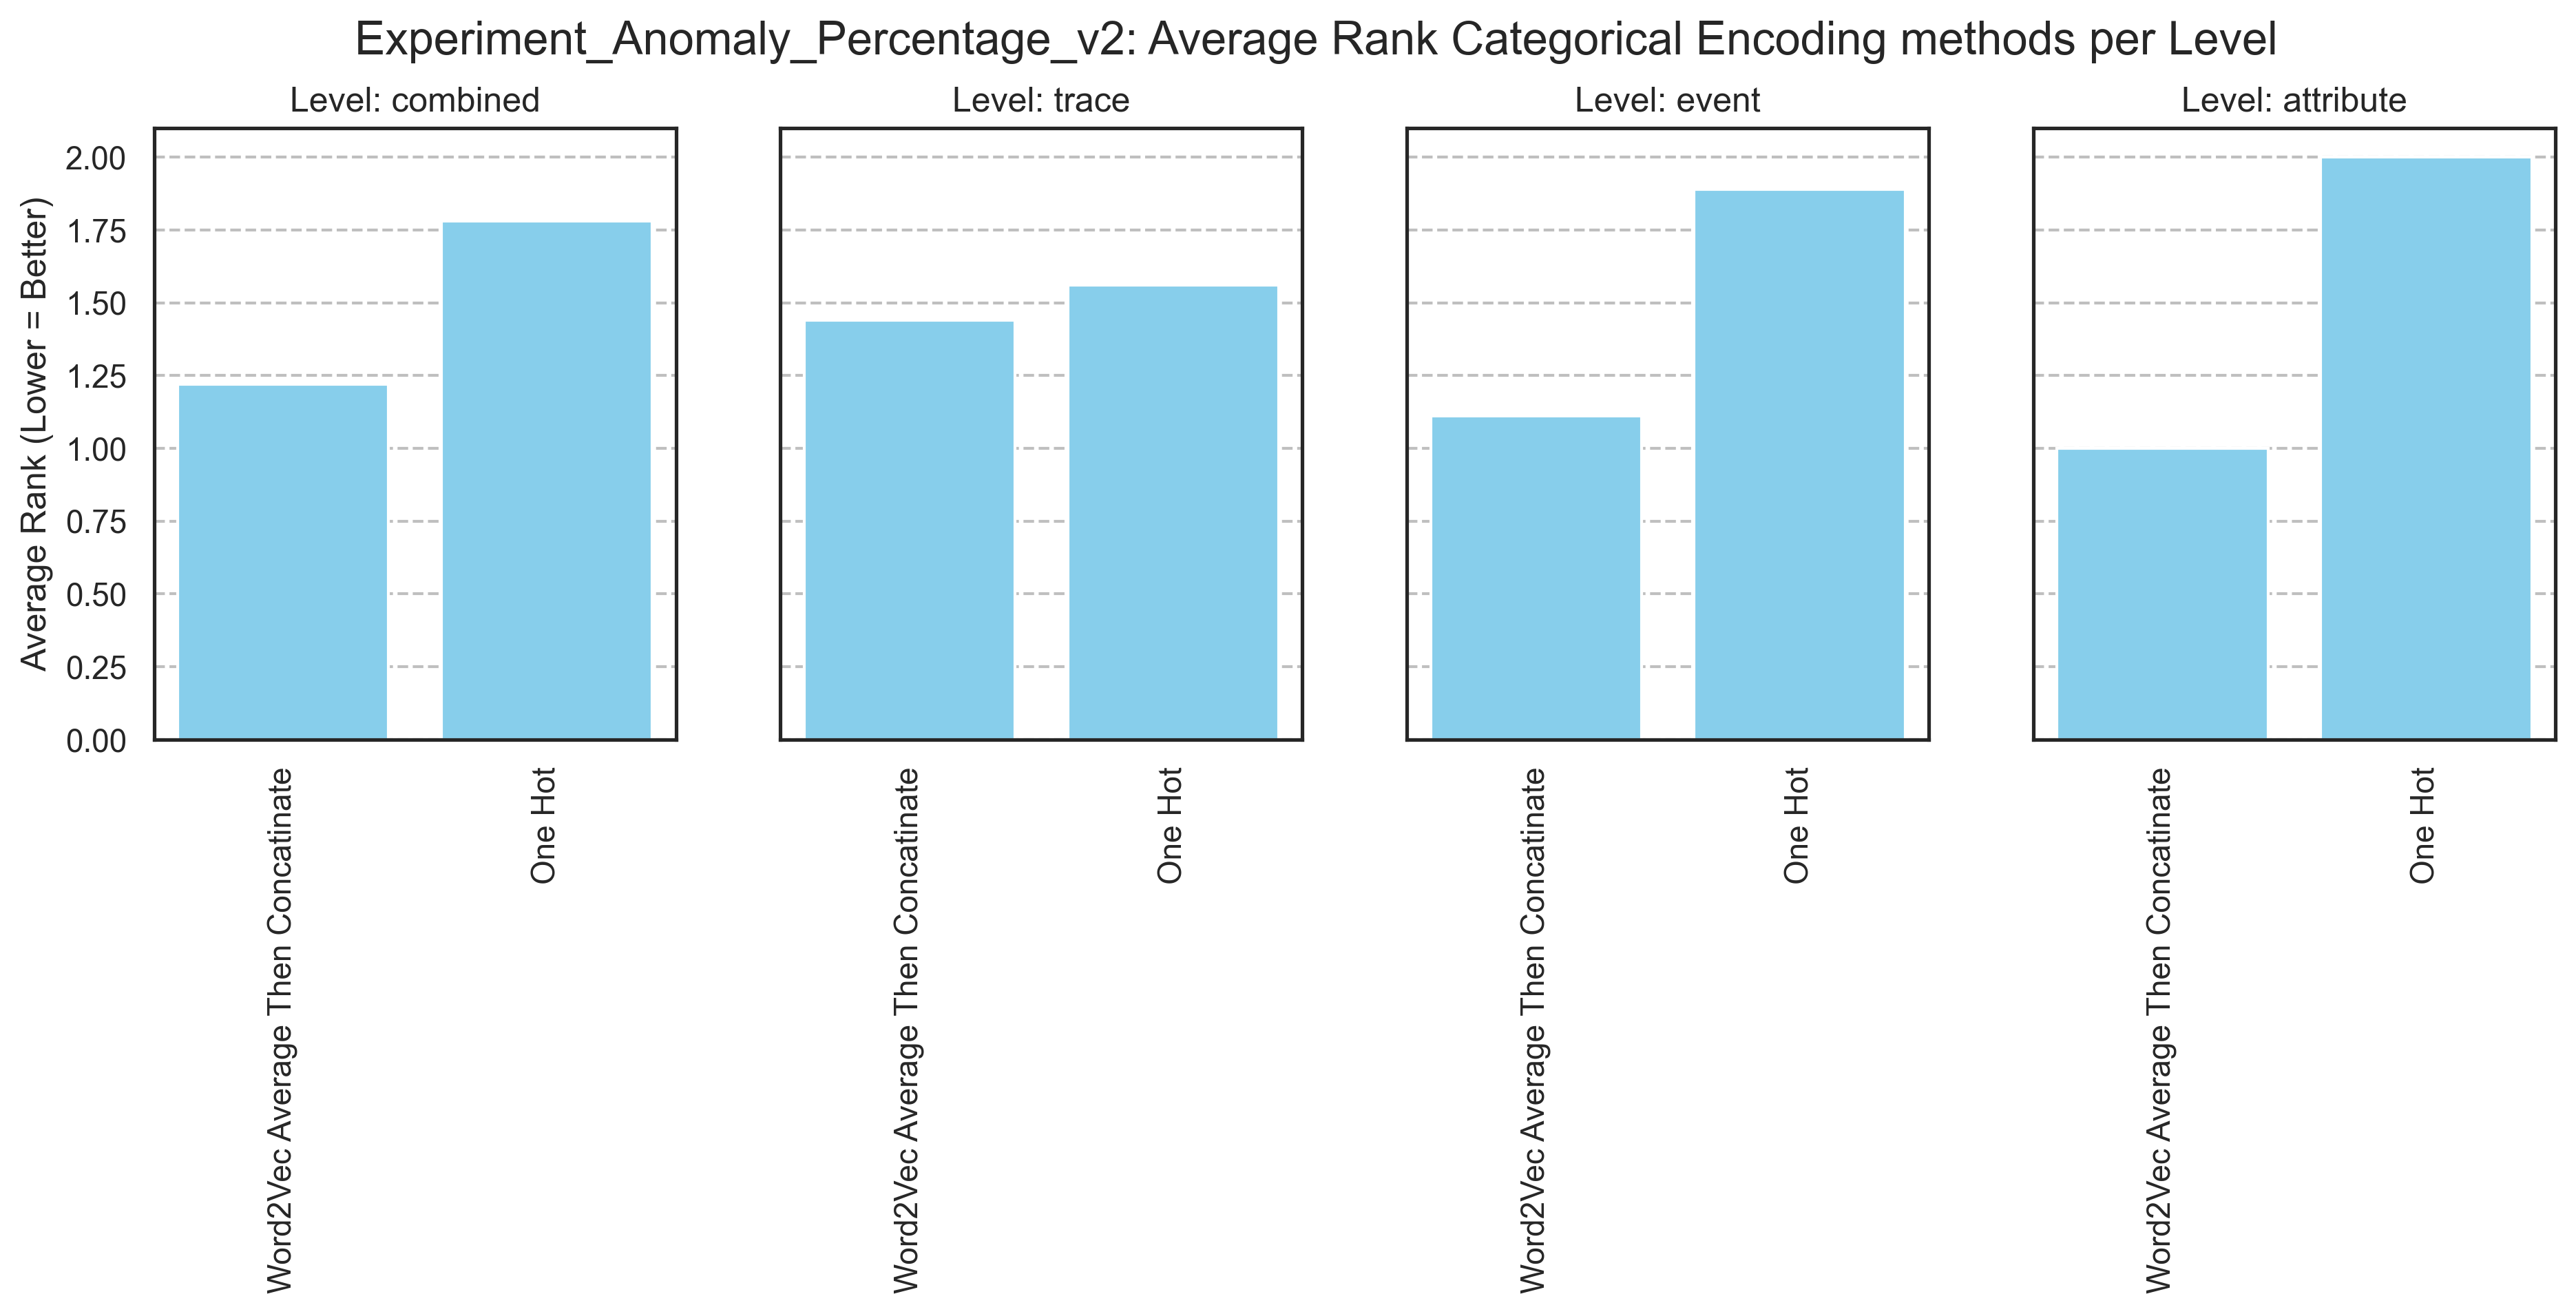 Experiment_Anomaly_Percentage_v2: Average Rank Categorical Encoding methods per Level
Level: combined
Level: trace
Level: event
Level: attribute
Average Rank (Lower = Better)
2.00
1.75
1.50
1.25
1.00
0.75
0.50
0.25
0.00
Word2Vec Average Then Concatinate
One Hot
Word2Vec Average Then Concatinate
One Hot
Word2Vec Average Then Concatinate
One Hot
Word2Vec Average Then Concatinate
One Hot